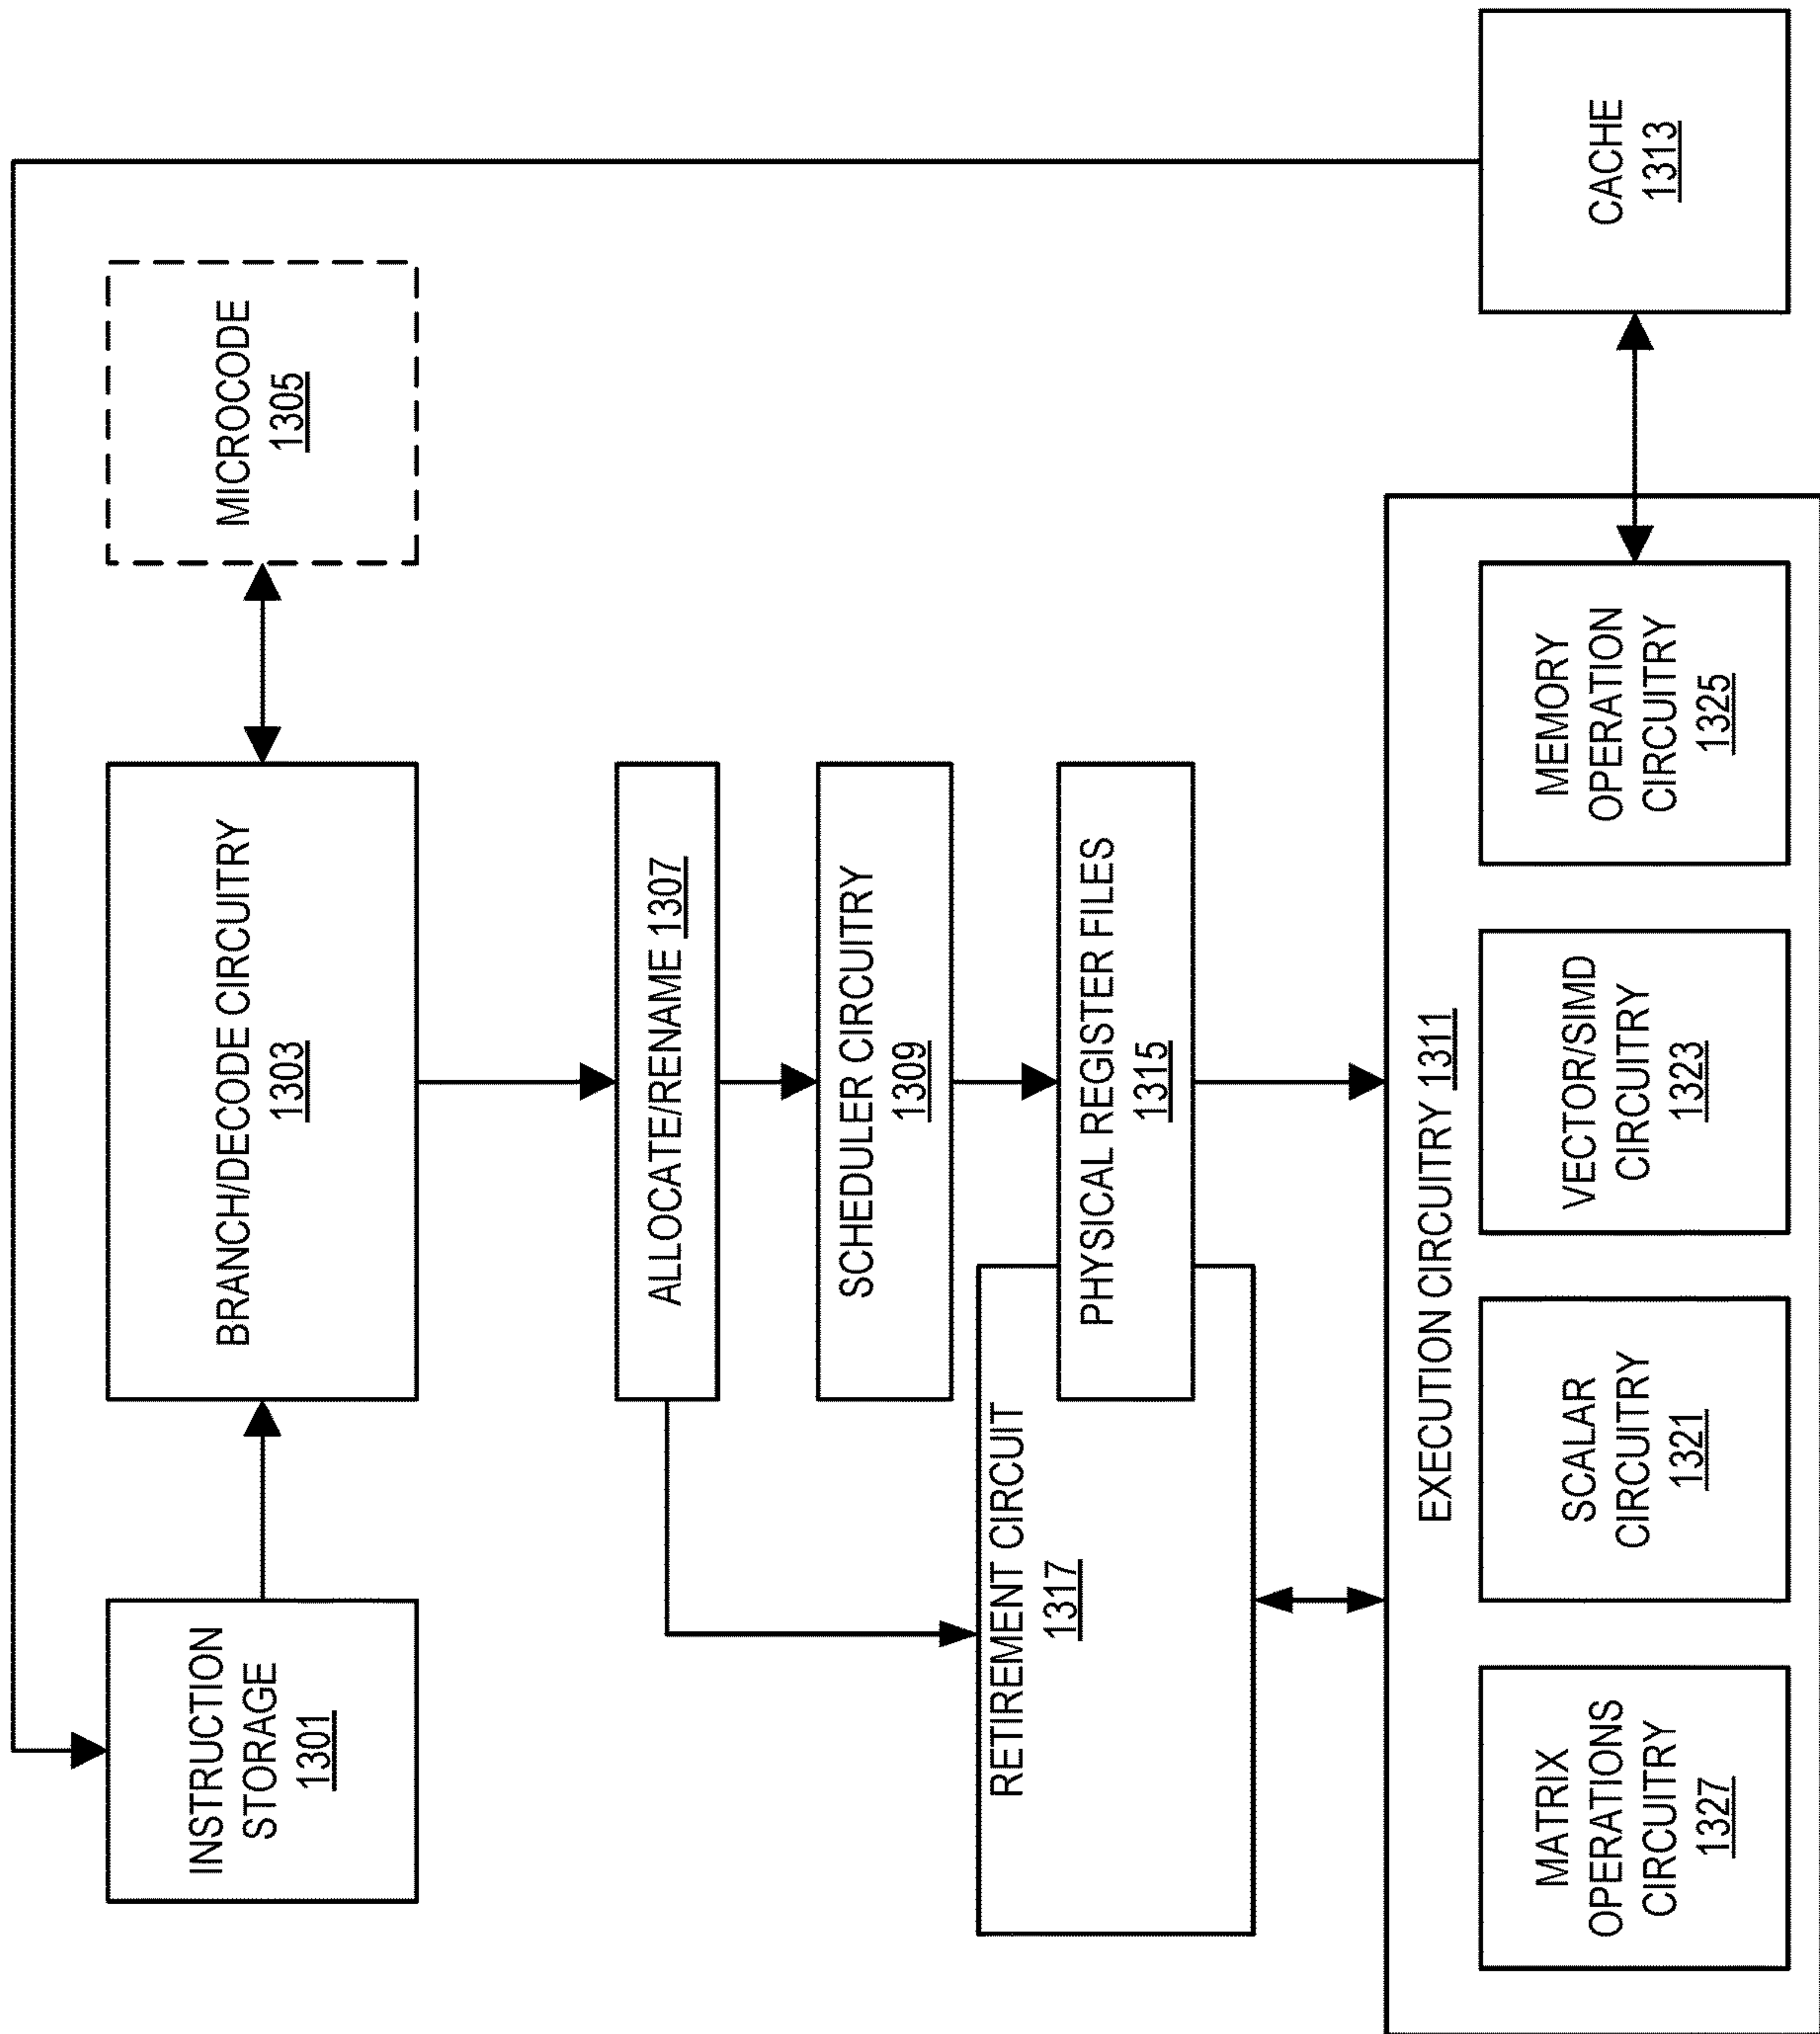 INSTRUCTION
STORAGE
1301
BRANCH/DECODE CIRCUITRY
1303
MICROCODE
1305
ALLOCATE/RENAME 1307
SCHEDULER CIRCUITRY
1309
RETIREMENT CIRCUIT
1317
PHYSICAL REGISTER FILES
1315
EXECUTION CIRCUITRY 1311
MATRIX
OPERATIONS
CIRCUITRY
1327
SCALAR
CIRCUITRY
1321
VECTOR/SIMD
CIRCUITRY
1323
MEMORY
OPERATION
CIRCUITRY
1325
CACHE
1313